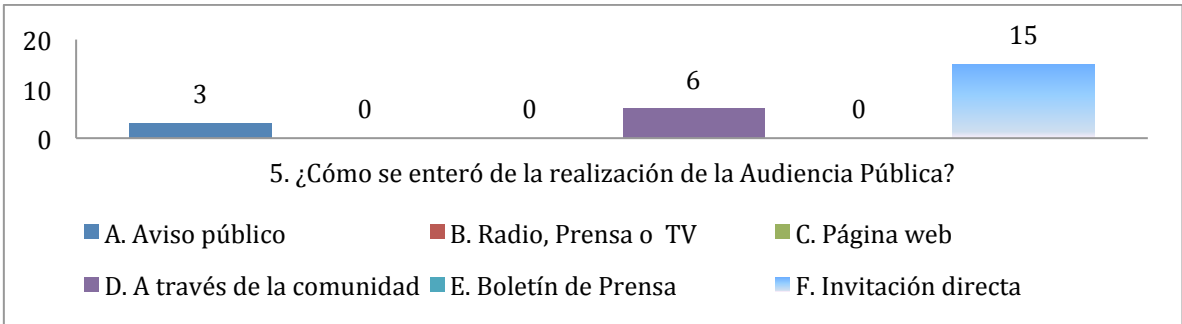 20
10
0
3
0
0
6
0
15
5. ¿Cómo se enteró de la realización de la Audiencia Pública?
A. Aviso público
B. Radio, Prensa o TV
C. Página web
D. A través de la comunidad
E. Boletín de Prensa
F. Invitación directa